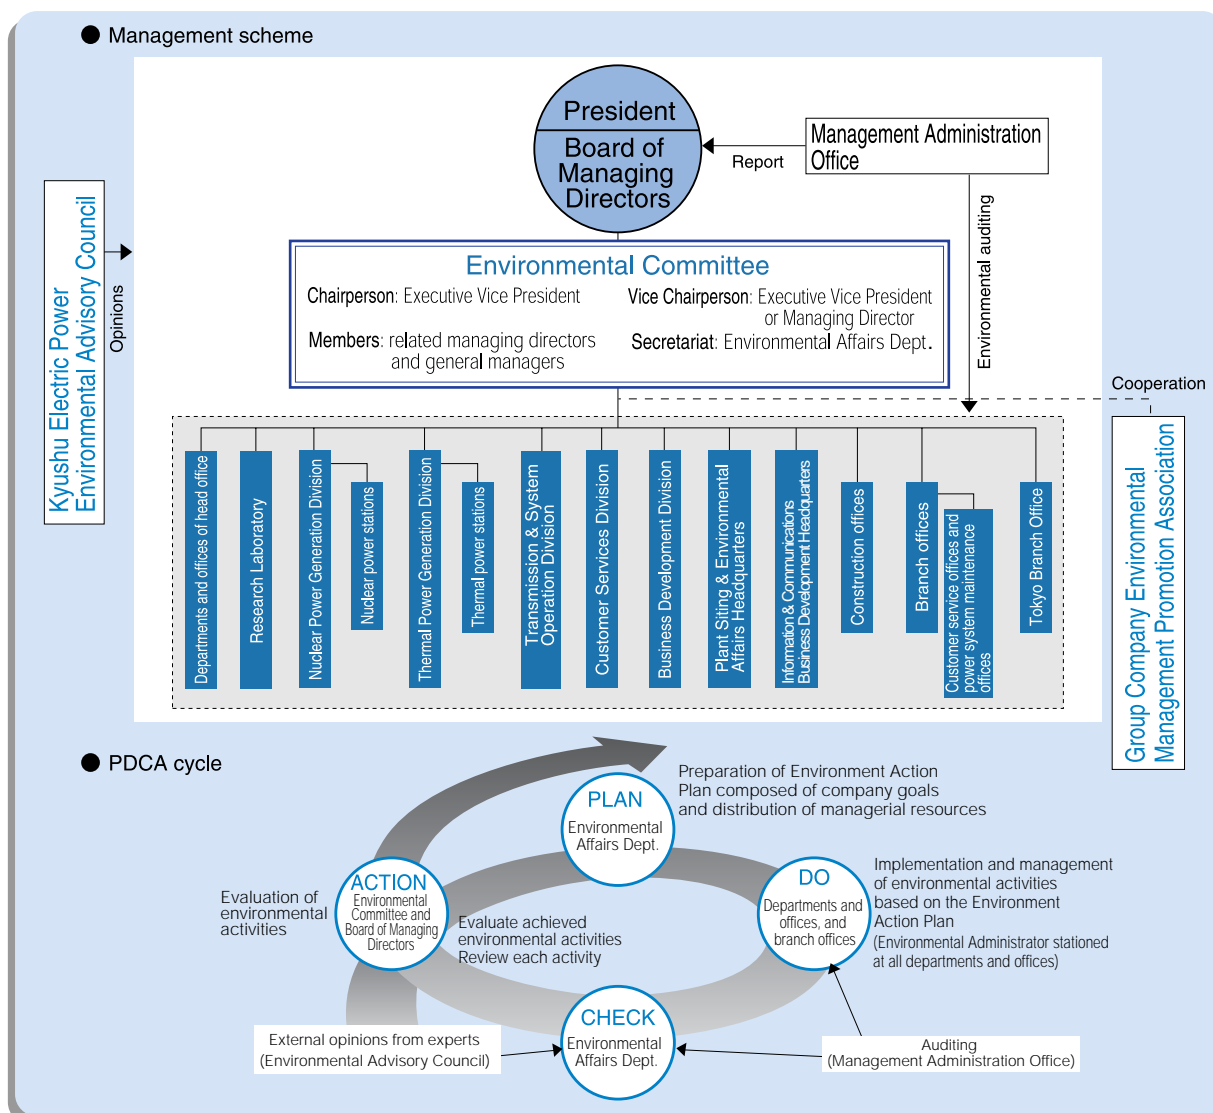 ● Management scheme
President
Board of
Managing
Directors
Management Administration
Office
Report
Environmental auditing
Kyushu Electric Power
Environmental Advisory Council
Opinions
Environmental Committee
Chairperson: Executive Vice President
Vice Chairperson: Executive Vice President
or Managing Director
Members: related managing directors
and general managers
Secretariat: Environmental Affairs Dept.
Cooperation
Group Company Environmental
Management Promotion Association
Departments and offices of head office
Research Laboratory
Nuclear Power Generation Division
Nuclear power stations
Thermal Power Generation Division
Thermal power stations
Transmission & System
Operation Division
Customer Services Division
Business Development Division
Plant Siting & Environmental
Affairs Headquarters
Information & Communications
Business Development Headquarters
Construction offices
Branch offices
Customer service offices and
power system maintenance
offices
Tokyo Branch Office
● PDCA cycle
PLAN
Environmental
Affairs Dept.
Preparation of Environment Action
Plan composed of company goals
and distribution of managerial resources
DO
Departments and
offices, and
branch offices
Implementation and management
of environmental activities
based on the Environment
Action Plan
(Environmental Administrator stationed
at all departments and offices)
ACTION
Environmental
Committee and
Board of Managing
Directors
Evaluation of
environmental
activities
Evaluate achieved
environmental activities
Review each activity
CHECK
Environmental
Affairs Dept.
External opinions from experts
(Environmental Advisory Council)
Auditing
(Management Administration Office)